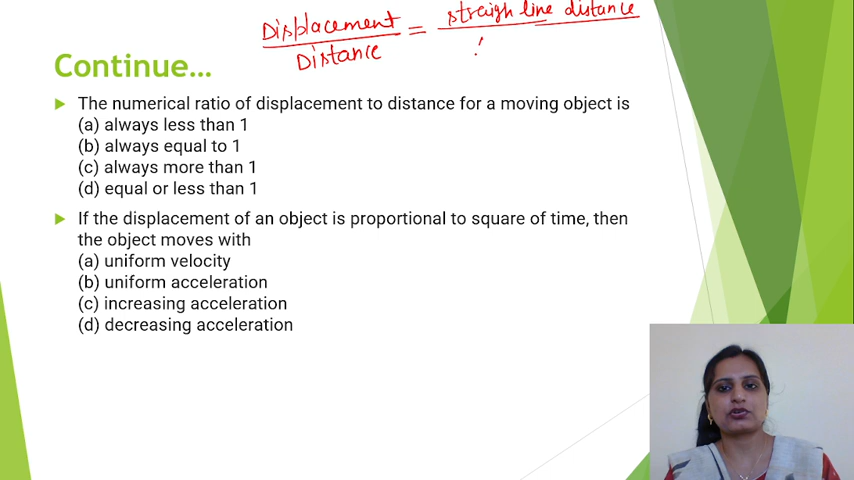 Displacement = streigh line distance
Distance
Continue...
The numerical ratio of displacement to distance for a moving object is
(a) always less than 1
(b) always equal to 1
(c) always more than 1
(d) equal or less than 1
If the displacement of an object is proportional to square of time, then
the object moves with
(a) uniform velocity
(b) uniform acceleration
(c) increasing acceleration
(d) decreasing acceleration